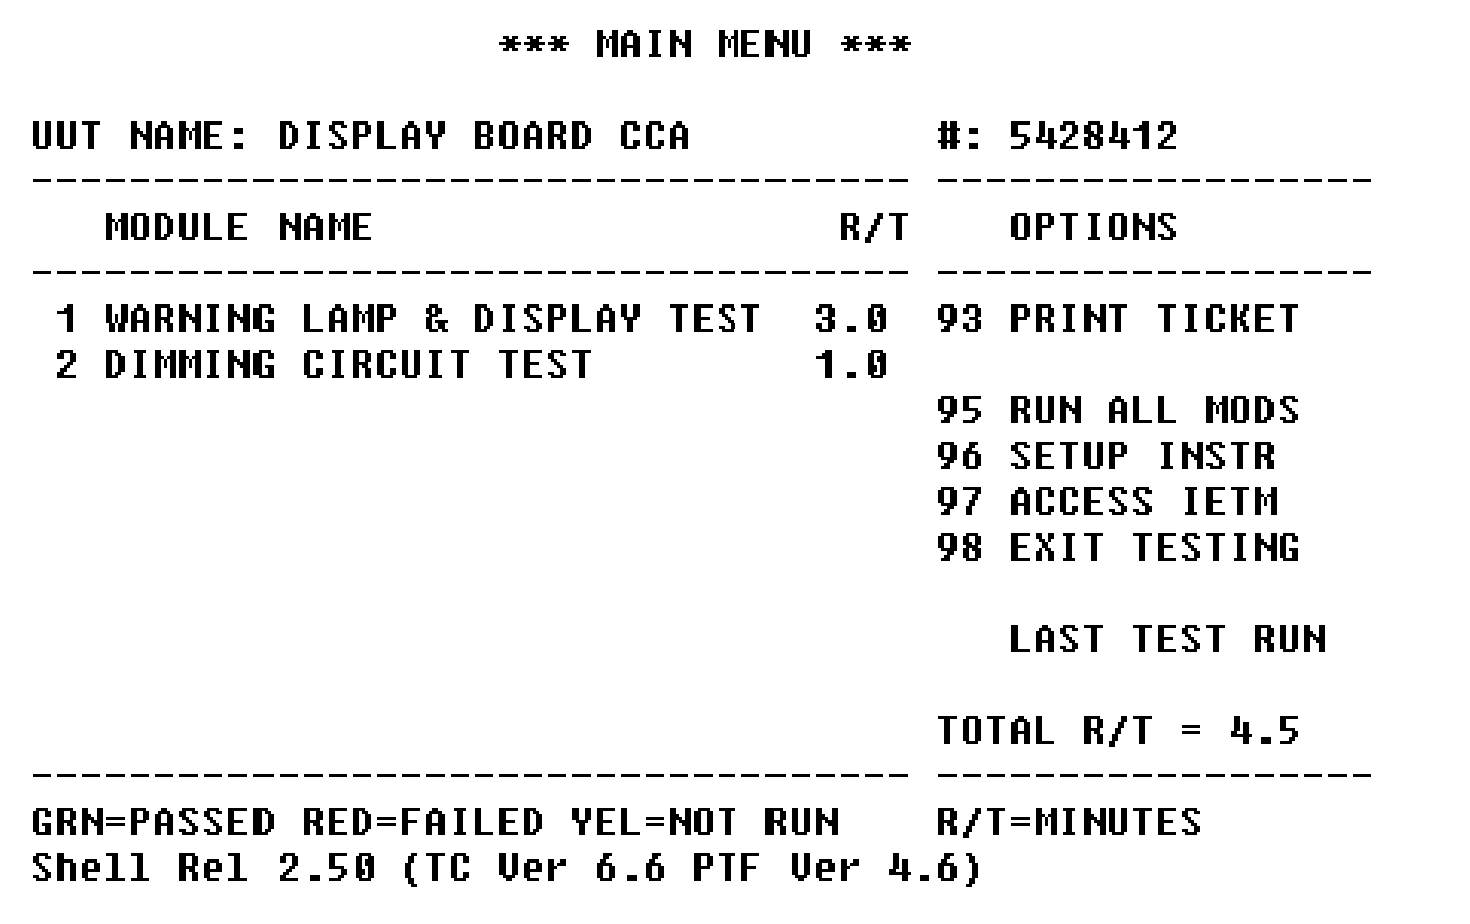 *** MAIN MENU ***
UUT NAME: DISPLAY BOARD CCA #: 5428412
------------------------------------ ------------------
MODULE NAME R/T OPTIONS
------------------------------------ ------------------
1 WARNING LAMP & DISPLAY TEST 3.0 93 PRINT TICKET
2 DIMMING CIRCUIT TEST 1.0
95 RUN ALL MODS
96 SETUP INSTR
97 ACCESS IETM
98 EXIT TESTING
LAST TEST RUN
TOTAL R/T = 4.5
------------------------------------ ------------------
GRN=PASSED RED=FAILED YEL=NOT RUN R/T=MINUTES
Shell Rel 2.50 (TC Ver 6.6 PTF Ver 4.6)